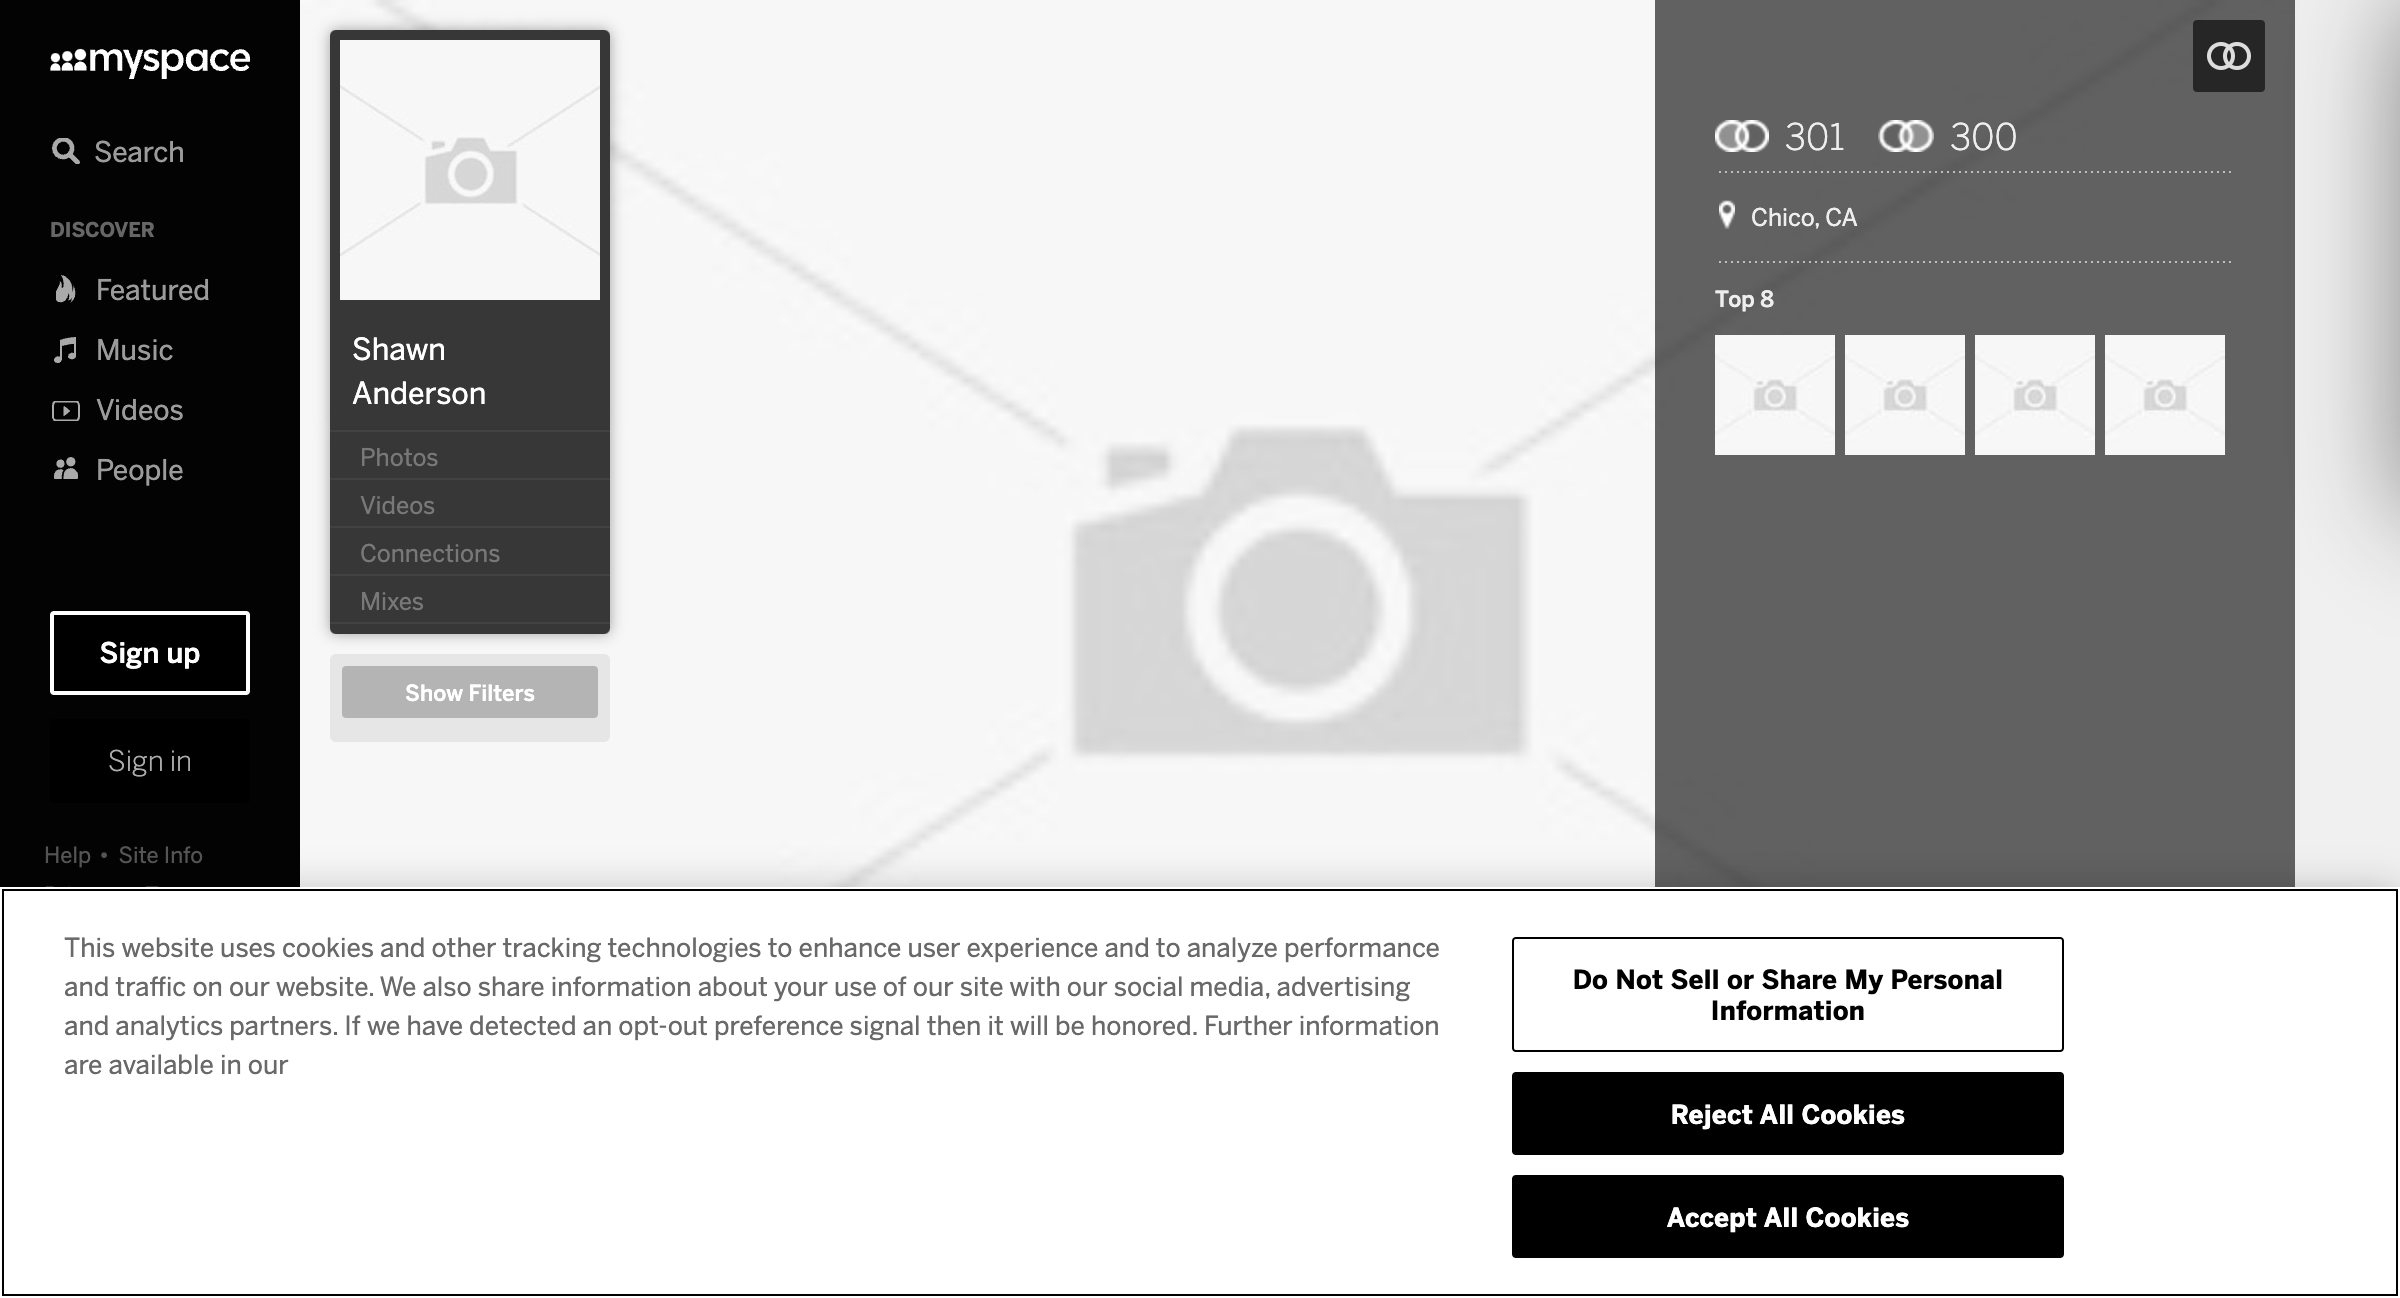 myspace
Search
DISCOVER
Featured
Music
Videos
People
Sign up
Sign in
Help • Site Info
Shawn
Anderson
Photos
Videos
Connections
Mixes
Show Filters
301 300
Chico, CA
Top 8
This website uses cookies and other tracking technologies to enhance user experience and to analyze performance
and traffic on our website. We also share information about your use of our site with our social media, advertising
and analytics partners. If we have detected an opt-out preference signal then it will be honored. Further information
are available in our
Do Not Sell or Share My Personal
Information
Reject All Cookies
Accept All Cookies